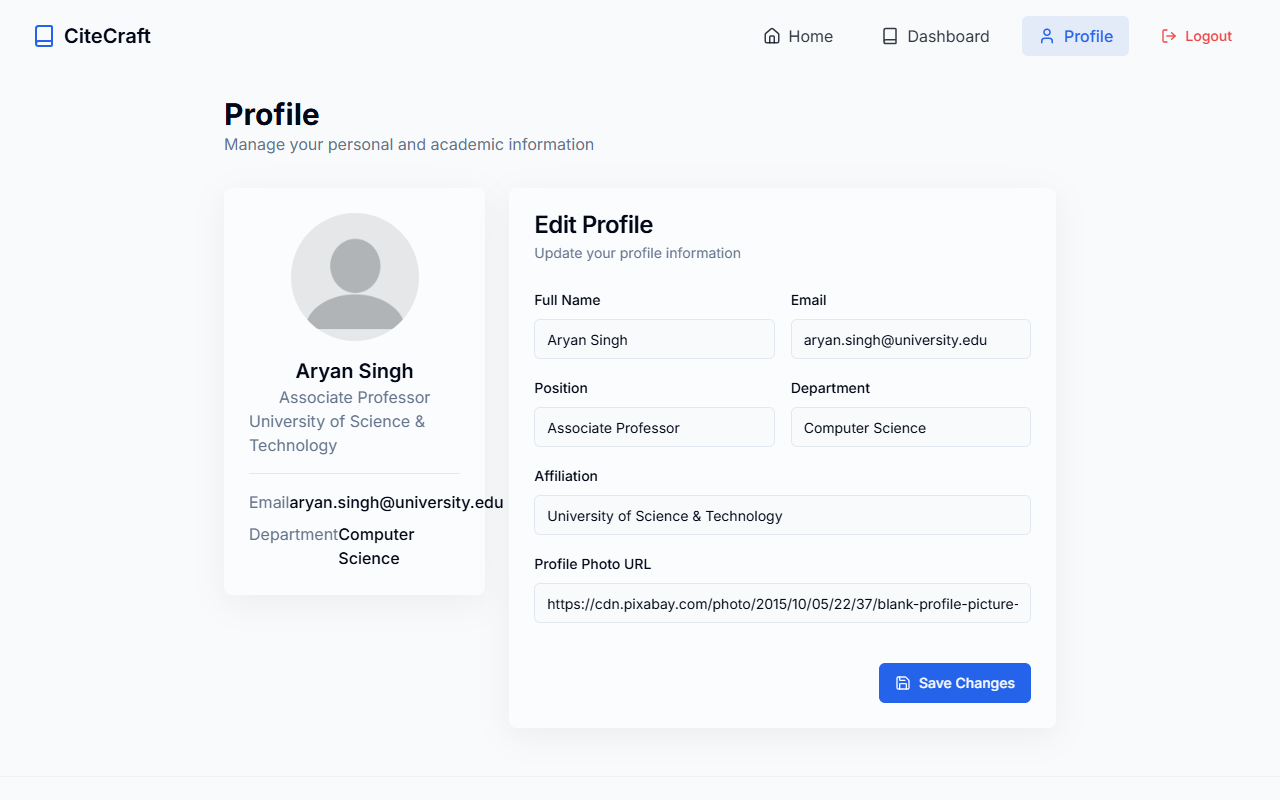 CiteCraft
Home
Dashboard
Profile
Logout
Profile
Manage your personal and academic information
Aryan Singh
Associate Professor
University of Science &
Technology
Email aryan.singh@university.edu
Department Computer
Science
Edit Profile
Update your profile information
Full Name
Aryan Singh
Email
aryan.singh@university.edu
Position
Associate Professor
Department
Computer Science
Affiliation
University of Science & Technology
Profile Photo URL
https://cdn.pixabay.com/photo/2015/10/05/22/37/blank-profile-picture-
Save Changes